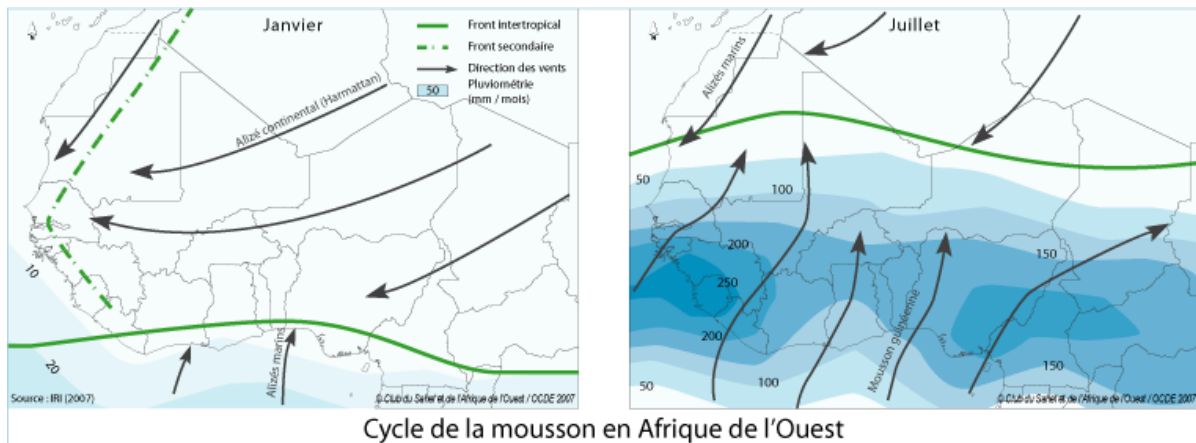 Janvier
Front intertropical
Front secondaire
Direction des vents
50
Pluviométrie
(mm / mois)
Alizé continental (Harmattan)
10
20
Alizés marins
Source : IRI (2007)
© Club du Sahel et de l'Afrique de l'Ouest / OCDE 2007
Juillet
Alizés marins
50
100
200
150
250
200
Mousson guinéenne
150
50
100
© Club du Sahel et de l'Afrique de l'Ouest / OCDE 2007
Cycle de la mousson en Afrique de l'Ouest